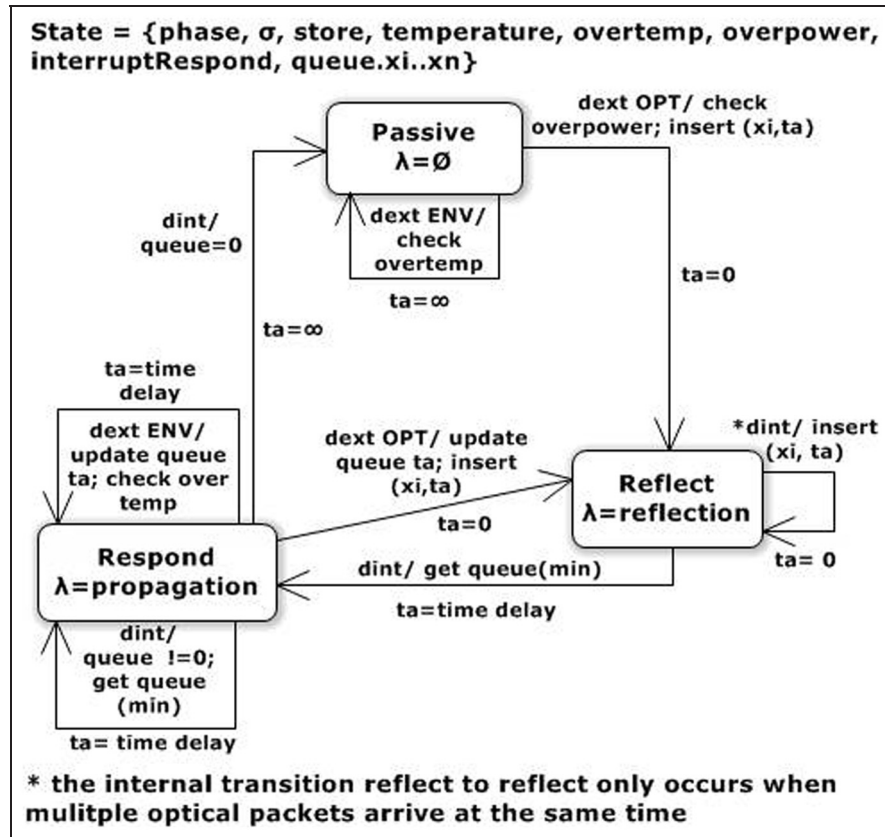 State = {phase, σ, store, temperature, overtemp, overpower,
interruptRespond, queue.xi..xn}
Passive
λ=Ø
dext OPT/ check
overpower; insert (xi,ta)
dext ENV/
check
overtemp
ta=∞
dint/
queue=0
ta=∞
ta=0
ta=time
delay
dext ENV/
update queue
ta; check over
temp
dext OPT/ update
queue ta; insert
(xi,ta)
ta=0
*dint/ insert
(xi, ta)
Reflect
λ=reflection
ta= 0
Respond
λ=propagation
dint/ get queue(min)
ta=time delay
dint/
queue !=0;
get queue
(min)
ta= time delay
* the internal transition reflect to reflect only occurs when
mulitple optical packets arrive at the same time